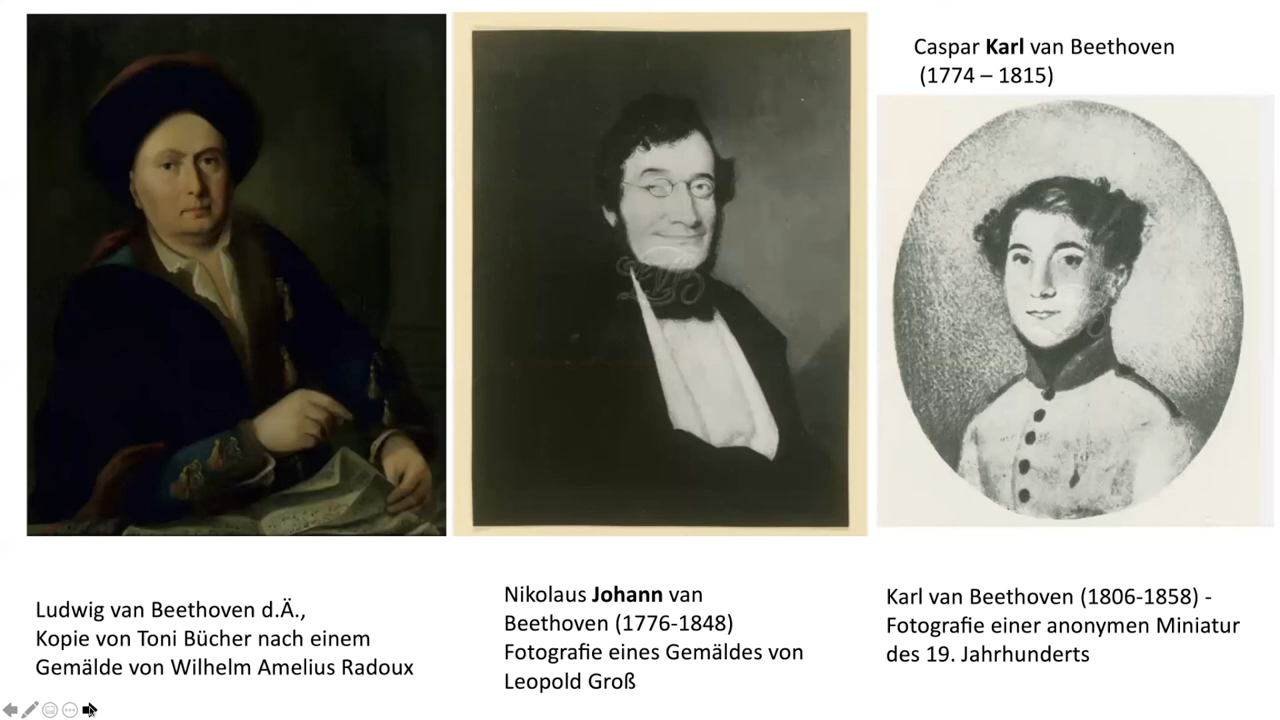 Caspar Karl van Beethoven
(1774 – 1815)
Ludwig van Beethoven d.Ä.,
Kopie von Toni Bücher nach einem
Gemälde von Wilhelm Amelius Radoux
Nikolaus Johann van
Beethoven (1776-1848)
Fotografie eines Gemäldes von
Leopold Groß
Karl van Beethoven (1806-1858) -
Fotografie einer anonymen Miniatur
des 19. Jahrhunderts